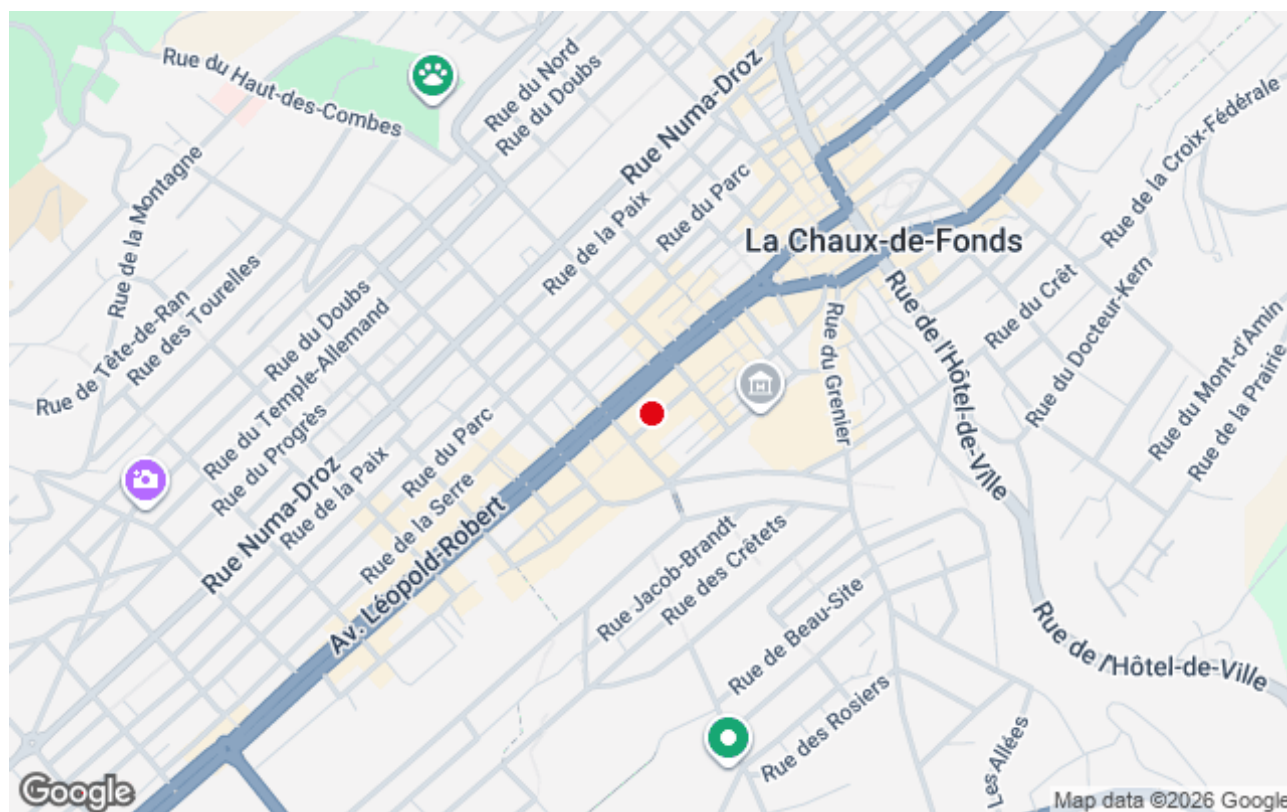 Rue du Haut-des-Combes
Rue du Nord
Rue du Doubs
Rue Numa-Droz
Rue de la Croix-Fédérale
Rue de la Montagne
Rue du Parc
Rue de la Paix
La Chaux-de-Fonds
Rue des Tourelles
Rue de Tête-de-Ran
Rue du Doubs
Rue du Temple-Allemand
Rue du Progrès
Rue du Grenier
Rue de l'Hôtel-de-Ville
Rue du Crêt
Rue du Docteur-Kern
Rue du Mont-d'Amin
Rue de la Prairie
Rue du Parc
Rue de la Serre
Rue de la Paix
Rue Numa-Droz
Av. Léopold-Robert
Rue Jacob-Brandt
Rue des Crêtets
Rue de Beau-Site
Rue des Rosiers
Rue de l'Hôtel-de-Ville
Les Allées
Google
Map data ©2026 Google